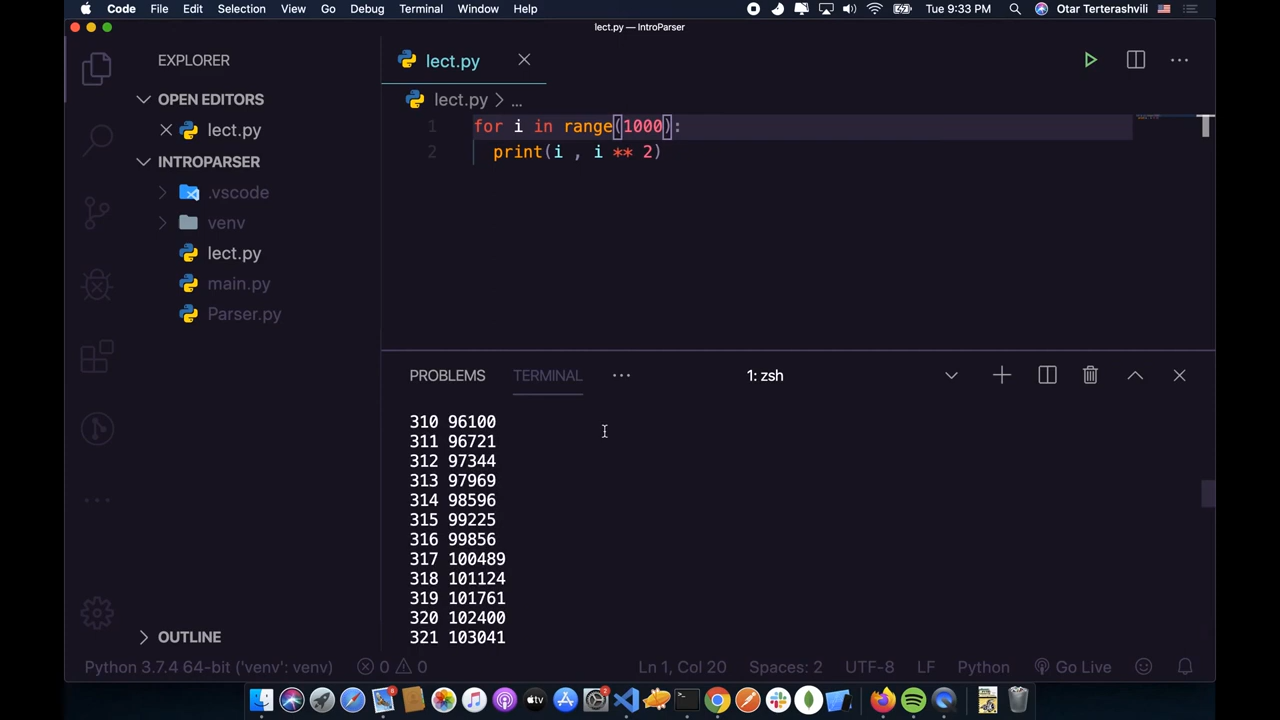 Code File Edit Selection View Go Debug Terminal Window Help Tue 9:33 PM Otar Terterashvili
lect.py — IntroParser
EXPLORER
OPEN EDITORS
lect.py
INTROPARSER
.vscode
venv
lect.py
main.py
Parser.py
OUTLINE
lect.py
lect.py > ...
1 for i in range(1000):
2 print(i , i ** 2)
PROBLEMS TERMINAL ... 1: zsh
310 96100
311 96721
312 97344
313 97969
314 98596
315 99225
316 99856
317 100489
318 101124
319 101761
320 102400
321 103041
Python 3.7.4 64-bit ('venv': venv) 0 0 Ln 1, Col 20 Spaces: 2 UTF-8 LF Python Go Live